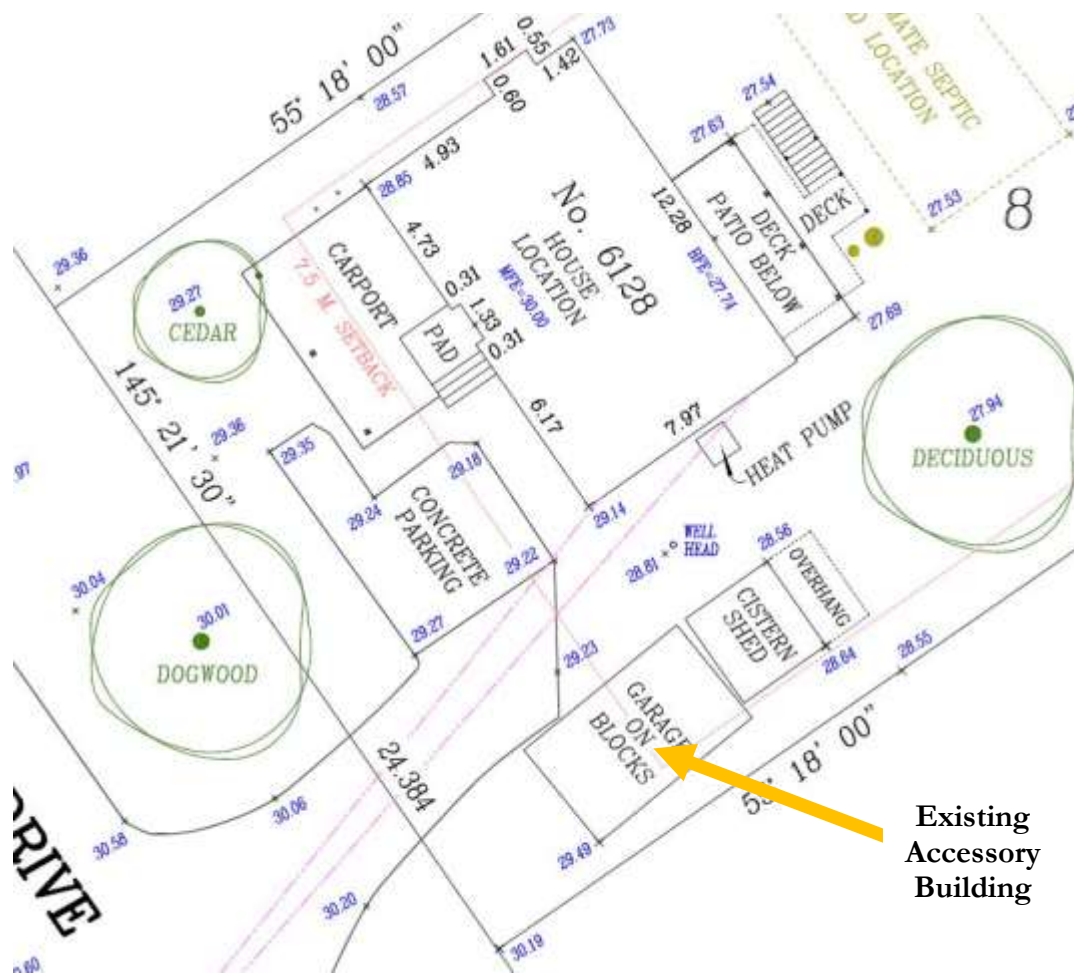 0.55
27.73
1.61
1.42
55° 18' 00"
28.57
0.60
MATE SEPTIC
LOCATION
27.54
27.63
4.93
28.85
No. 6128
HOUSE
LOCATION
MFE=30.00
12.28
DECK
PATIO BELOW
BFE=27.74
DECK
27.53
8
29.36
4.73
CARPORT
29.27
CEDAR
7.5 M. SETBACK
0.31
1.33
0.31
PAD
27.69
145° 21' 30"
6.17
7.97
HEAT PUMP
27.94
DECIDUOUS
29.36
.97
29.35
29.18
29.24
CONCRETE
PARKING
29.14
29.22
WELL
HEAD
28.81
28.56
OVERHANG
CISTERN
SHED
30.04
30.01
DOGWOOD
29.27
29.23
28.64
28.55
GARAGE
ON
BLOCKS
24.384
55° 18' 00"
30.06
30.58
29.49
Existing
Accessory
Building
DRIVE
30.20
30.19
0.60